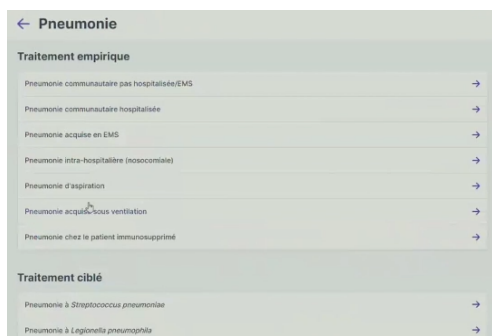 Pneumonie
Traitement empirique
Pneumonie communautaire pas hospitalisée/EMS
Pneumonie communautaire hospitalisée
Pneumonie acquise en EMS
Pneumonie intra-hospitalière (nosocomiale)
Pneumonie d'aspiration
Pneumonie acquise sous ventilation
Pneumonie chez le patient immunosupprimé
Traitement ciblé
Pneumonie à Streptococcus pneumoniae
Pneumonie à Legionella pneumophila